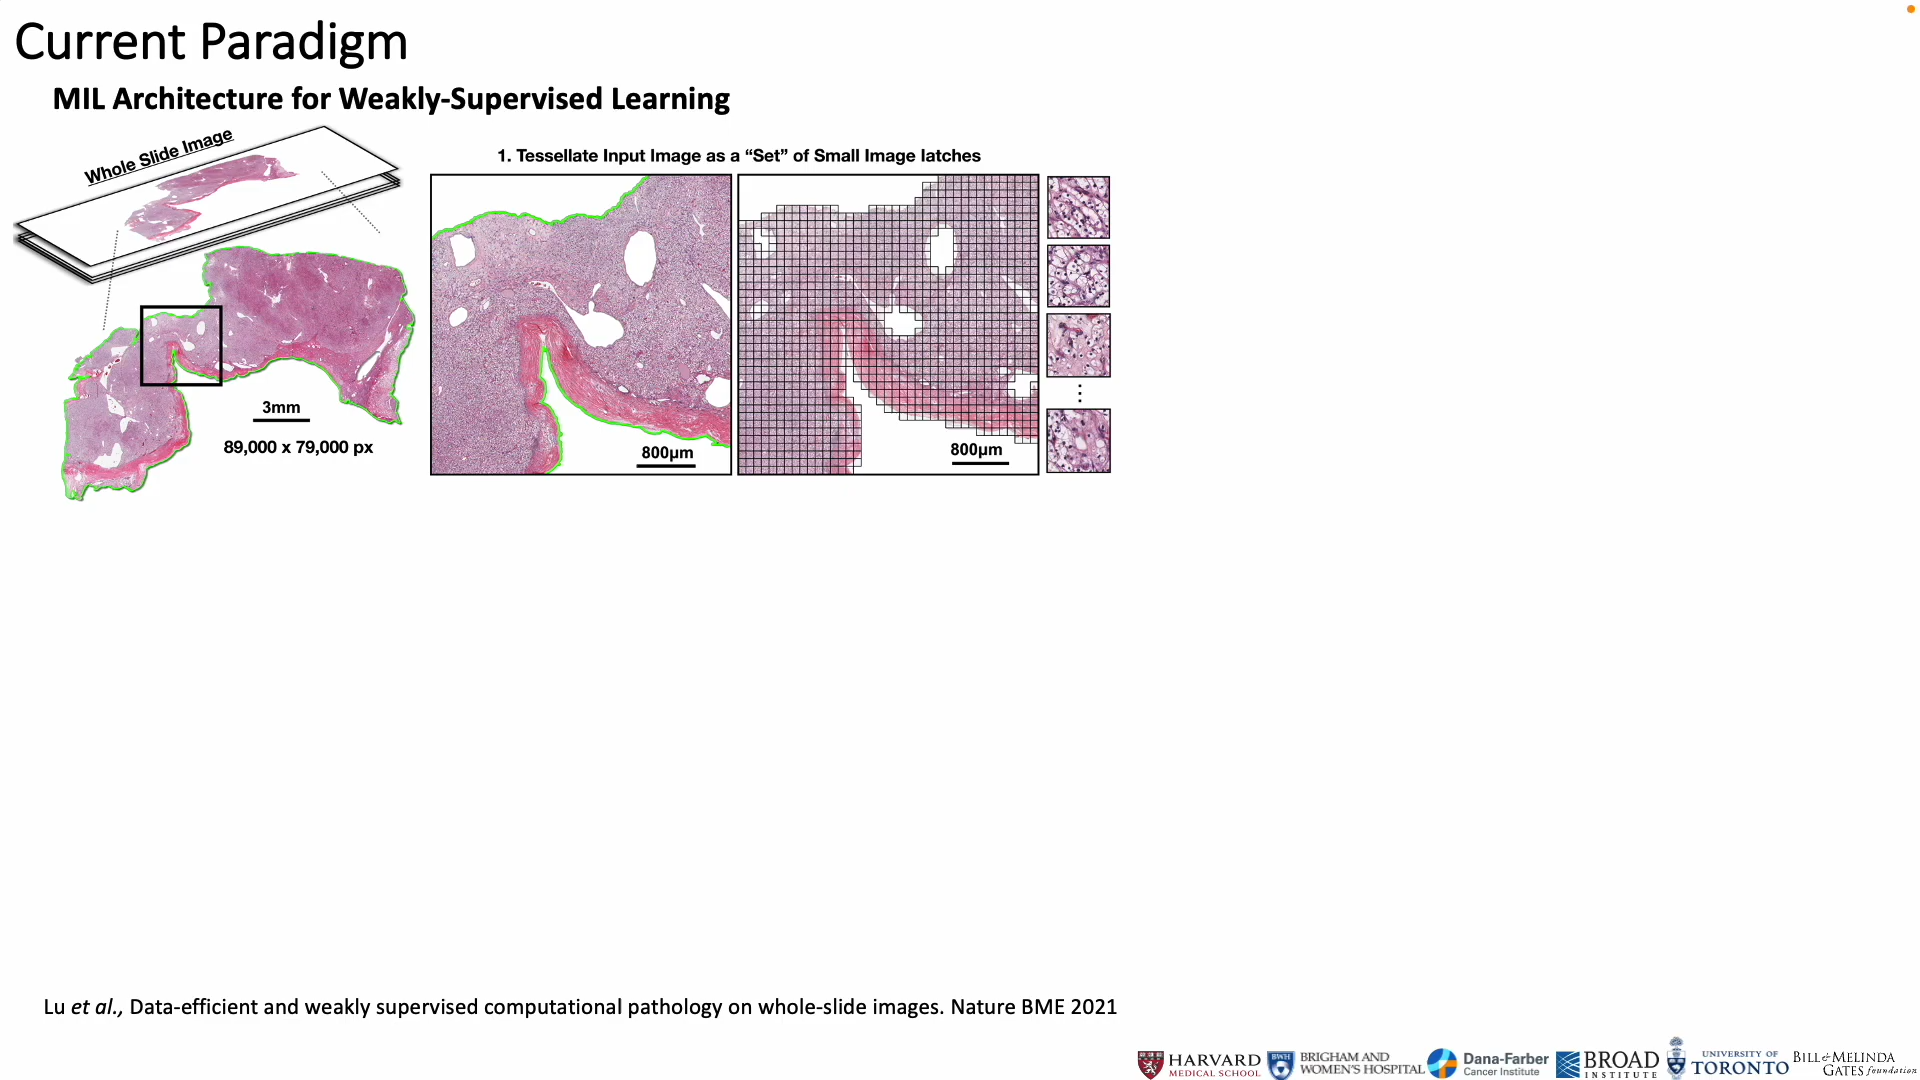 Current Paradigm
MIL Architecture for Weakly-Supervised Learning
Whole Slide Image
1. Tessellate Input Image as a “Set” of Small Image latches
3mm
89,000 x 79,000 px
800µm
800µm
Lu et al., Data-efficient and weakly supervised computational pathology on whole-slide images. Nature BME 2021
HARVARD
MEDICAL SCHOOL
BWH
BRIGHAM AND
WOMEN'S HOSPITAL
Dana-Farber
Cancer Institute
BROAD
INSTITUTE
UNIVERSITY OF
TORONTO
BILL & MELINDA
GATES foundation